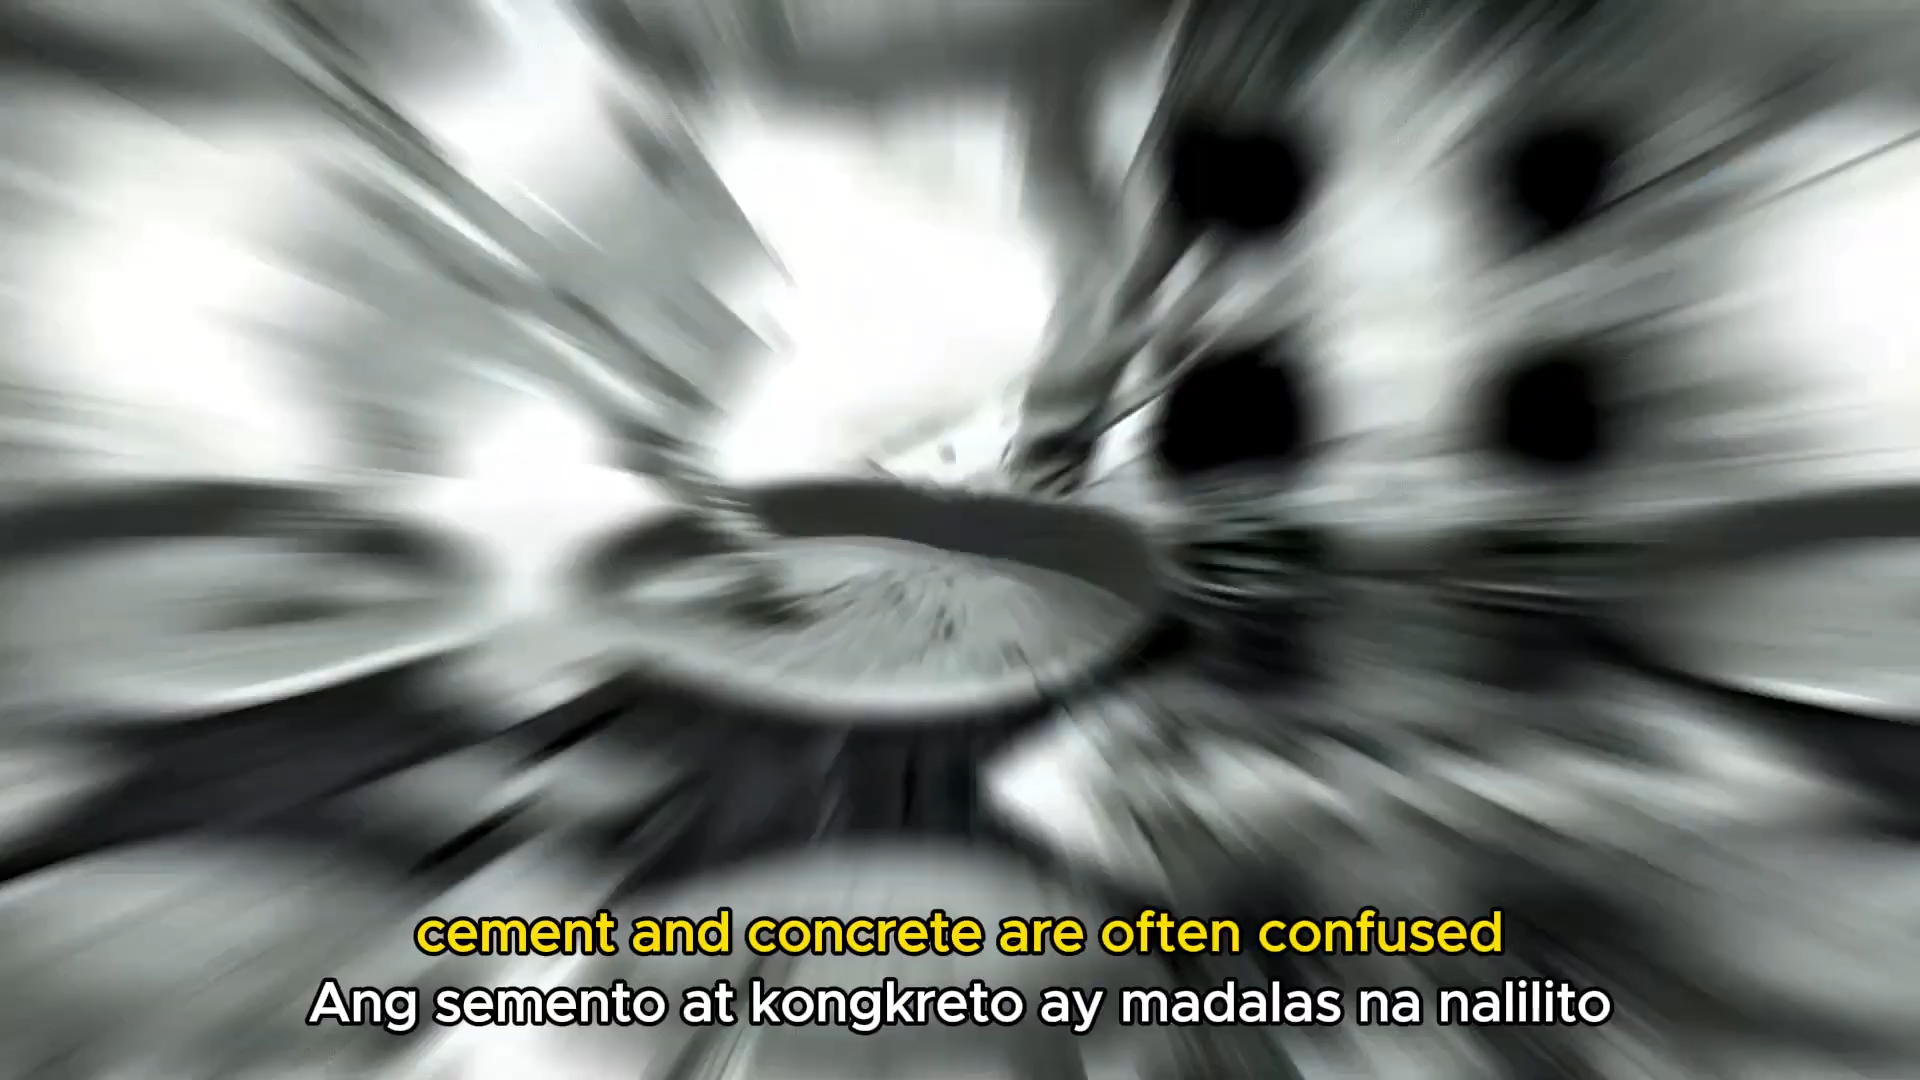 cement and concrete are often confused
Ang semento at kongkreto ay madalas na nalilito